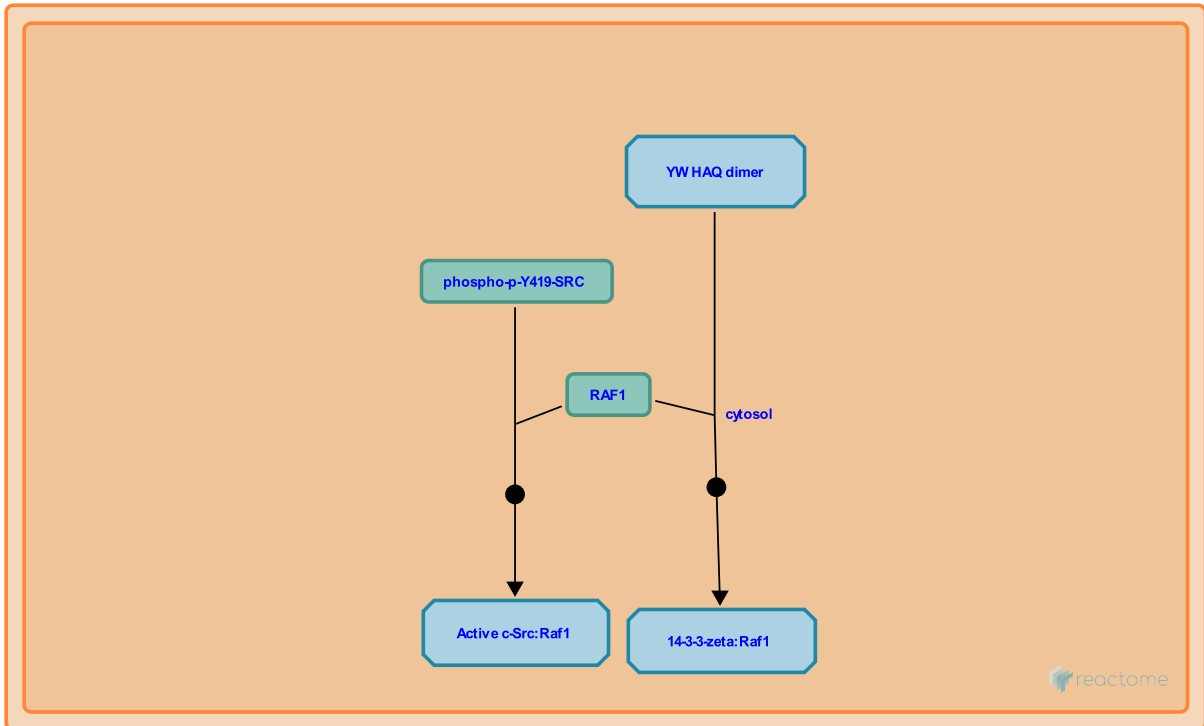 YWHAQ dimer
phospho-p-Y419-SRC
RAF1
cytosol
Active c-Src:Raf1
14-3-3-zeta:Raf1
reactome